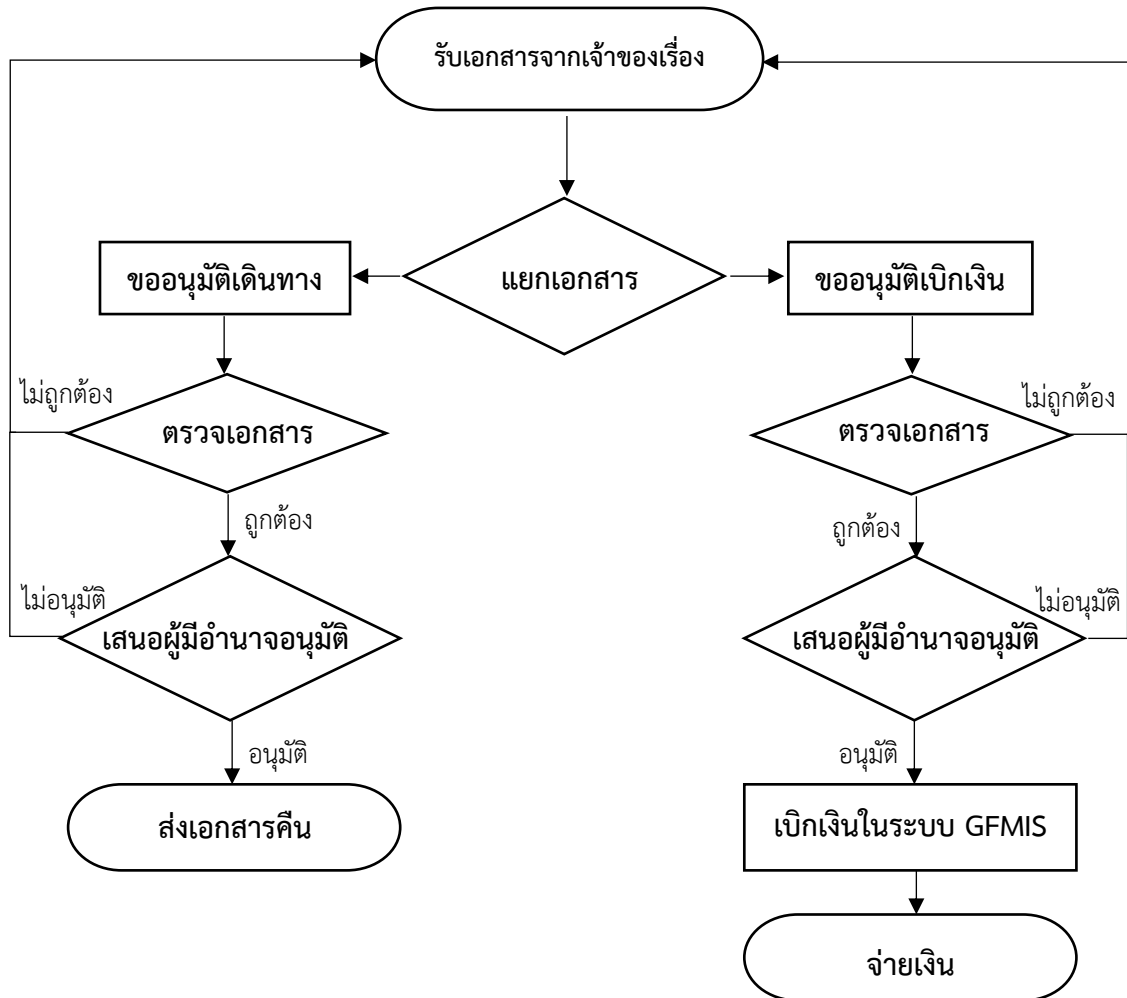 รับเอกสารจากเจ้าของเรื่อง
แยกเอกสาร
ขออนุมัติเดินทาง
ขออนุมัติเบิกเงิน
ไม่ถูกต้อง
ตรวจเอกสาร
ไม่ถูกต้อง
ตรวจเอกสาร
ถูกต้อง
ถูกต้อง
ไม่อนุมัติ
เสนอผู้มีอำนาจอนุมัติ
ไม่อนุมัติ
เสนอผู้มีอำนาจอนุมัติ
อนุมัติ
อนุมัติ
ส่งเอกสารคืน
เบิกเงินในระบบ GFMIS
จ่ายเงิน